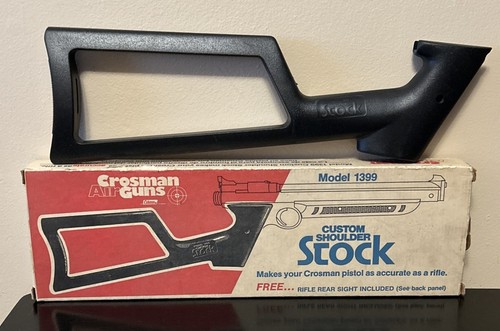 Stock
Crosman
AirGuns
Model 1399
CUSTOM
SHOULDER
Stock
Makes your Crosman pistol as accurate as a rifle.
FREE... RIFLE REAR SIGHT INCLUDED (See back panel)